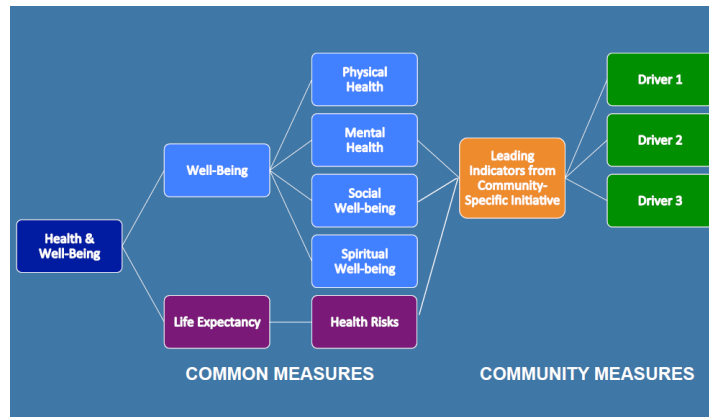 Physical
Health
Driver 1
Mental
Health
Driver 2
Well-Being
Leading
Indicators from
Community-
Specific Initiative
Social
Well-being
Driver 3
Health &
Well-Being
Spiritual
Well-being
Life Expectancy
Health Risks
COMMON MEASURES
COMMUNITY MEASURES